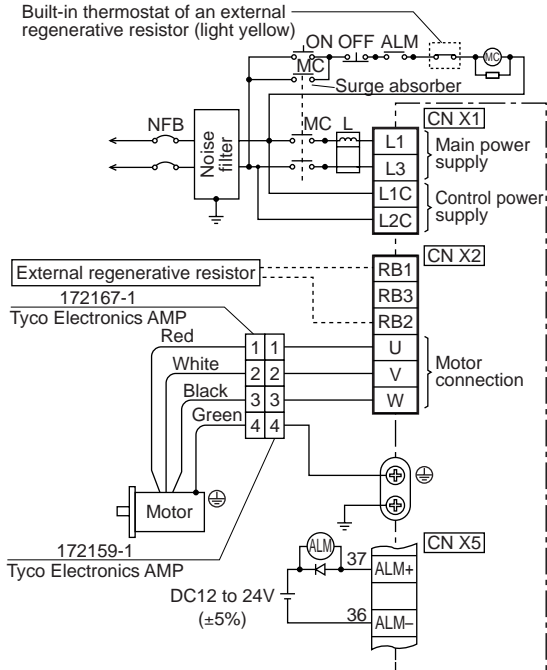 Built-in thermostat of an external
regenerative resistor (light yellow)
ON OFF ALM
MC
MC
Surge absorber
NFB
Noise
filter
MC L
CN X1
L1
L3
L1C
L2C
Main power
supply
Control power
supply
CN X2
External regenerative resistor
RB1
RB3
RB2
U
V
W
Motor
connection
172167-1
Tyco Electronics AMP
Red
White
Black
Green
1 1
2 2
3 3
4 4
Motor
172159-1
Tyco Electronics AMP
CN X5
ALM
37
ALM+
DC12 to 24V
(±5%)
36
ALM–